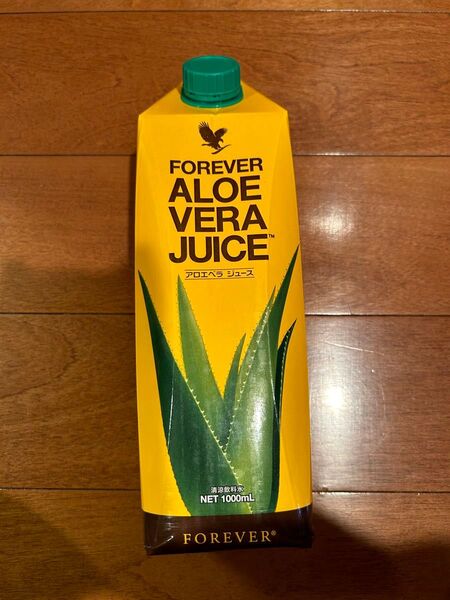 FOREVER
ALOE
VERA
JUICE™
アロエベラ ジュース
清涼飲料水
NET 1000mL
FOREVER®